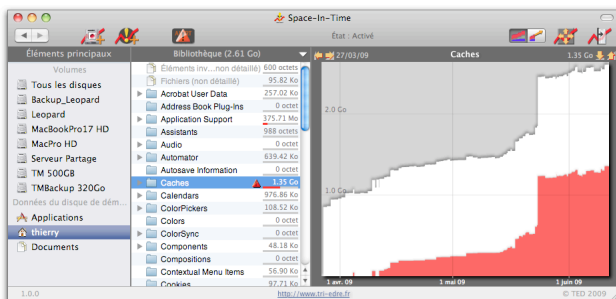 Space-In-Time
État : Activé
Éléments principaux
Volumes
Tous les disques
Backup_Leopard
Leopard
MacBookPro17 HD
MacPro HD
Serveur Partage
TM 500GB
TMBackup 320Go
Données du disque de dém...
Applications
thierry
Documents
Bibliothèque (2.61 Go)
Éléments inv...non détaillé) 600 octets
Fichiers (non détaillé) 95.82 Ko
Acrobat User Data 257.02 Ko
Address Book Plug-Ins 0 octet
Application Support 375.71 Mo
Assistants 988 octets
Audio 0 octet
Automator 639.42 Ko
Autosave Information 0 octet
Caches 1.35 Go
Calendars 976.86 Ko
ColorPickers 108.52 Ko
Colors 0 octet
ColorSync 0 octet
Components 48.18 Ko
Compositions 0 octet
Contextual Menu Items 56.90 Ko
Cookies 97.71 Ko
27/03/09 Caches 1.35 Go
2.0 Go
1.0 Go
1 avr. 09 1 mai 09 1 juin 09
1.0.0 http://www.tri-edre.fr © TED 2009